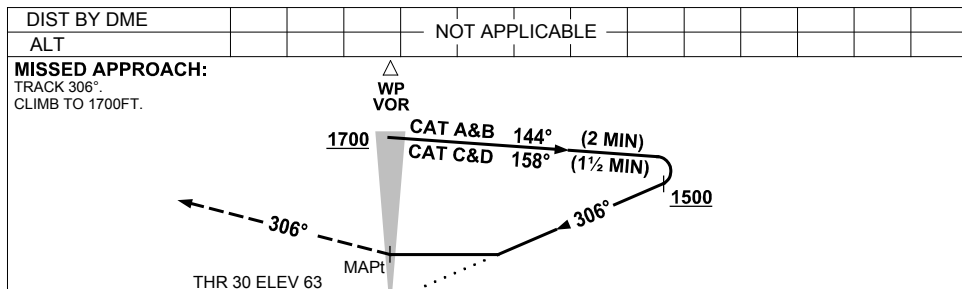 DIST BY DME
NOT APPLICABLE
ALT
MISSED APPROACH:
TRACK 306°.
CLIMB TO 1700FT.
WP
VOR
1700
CAT A&B 144° (2 MIN)
CAT C&D 158° (1½ MIN)
1500
306°
306°
MAPt
THR 30 ELEV 63